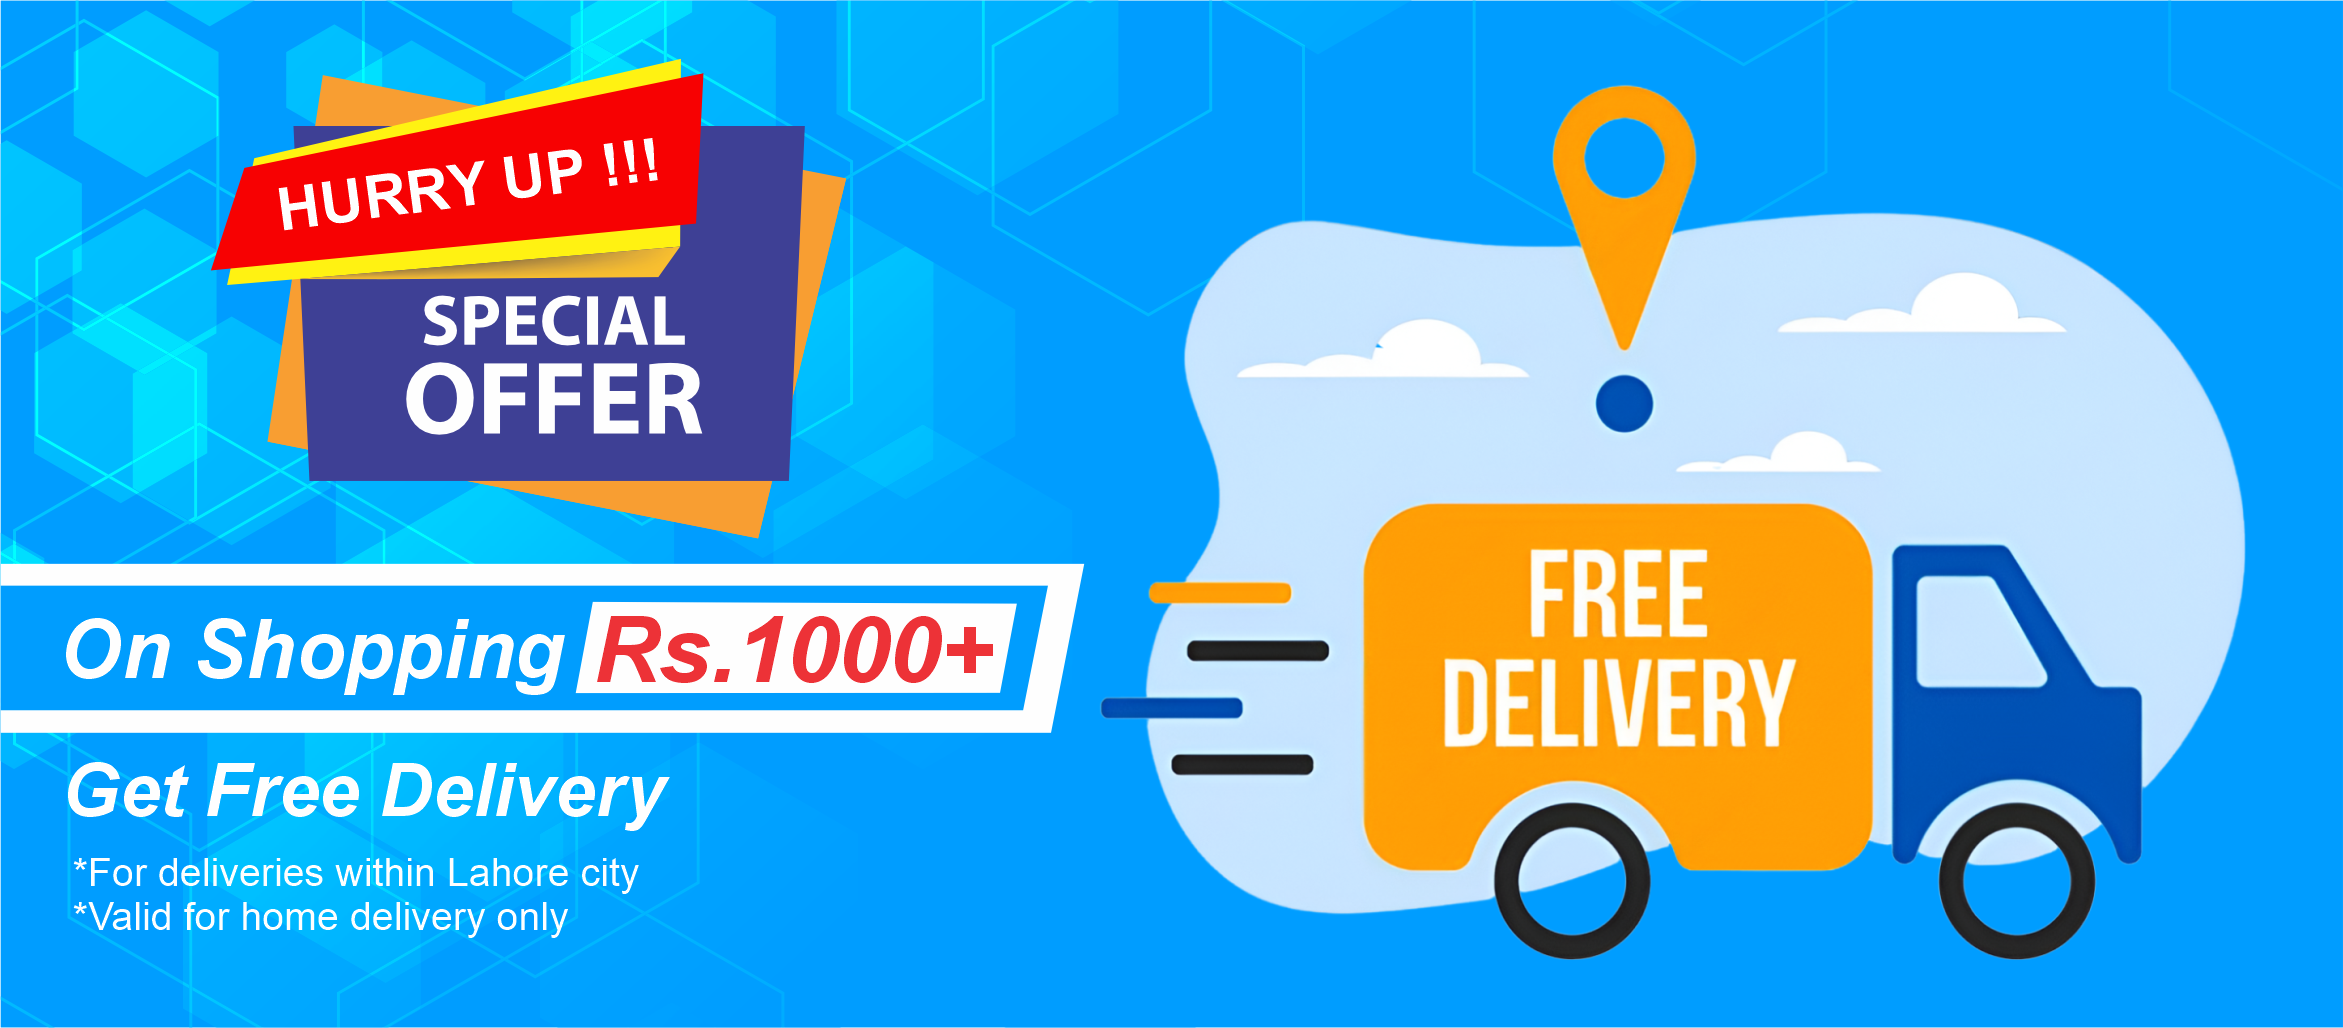 HURRY UP !!!
SPECIAL
OFFER
On Shopping Rs.1000+
Get Free Delivery
*For deliveries within Lahore city
*Valid for home delivery only
FREE
DELIVERY